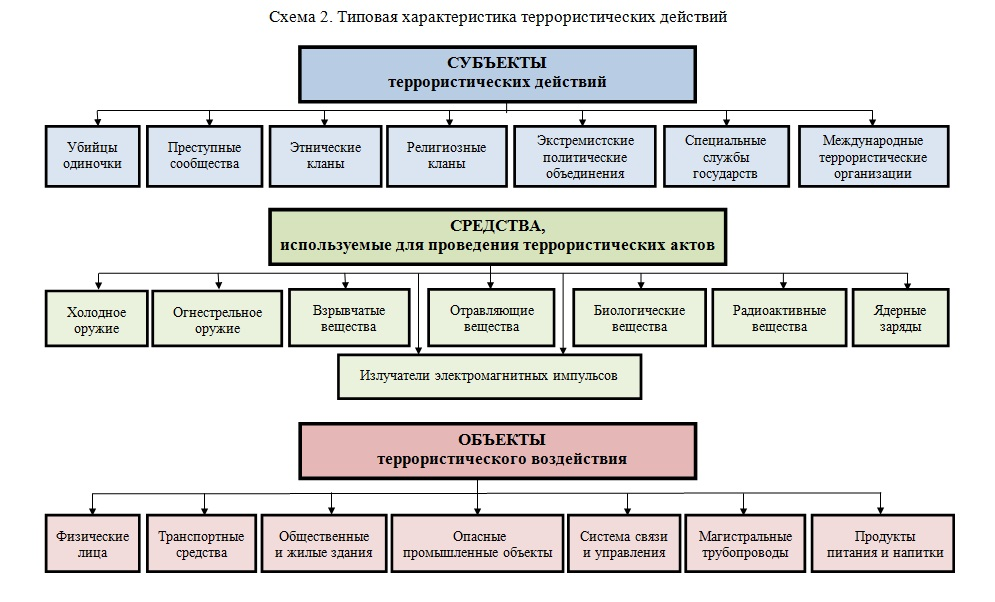 Схема 2. Типовая характеристика террористических действий
СУБЪЕКТЫ
террористических действий
Убийцы
одиночки
Преступные
сообщества
Этнические
кланы
Религиозные
кланы
Экстремистские
политические
объединения
Специальные
службы
государств
Международные
террористические
организации
СРЕДСТВА,
используемые для проведения террористических актов
Холодное
оружие
Огнестрельное
оружие
Взрывчатые
вещества
Отравляющие
вещества
Биологические
вещества
Радиоактивные
вещества
Ядерные
заряды
Излучатели электромагнитных импульсов
ОБЪЕКТЫ
террористического воздействия
Физические
лица
Транспортные
средства
Общественные
и жилые здания
Опасные
промышленные объекты
Система связи
и управления
Магистральные
трубопроводы
Продукты
питания и напитки